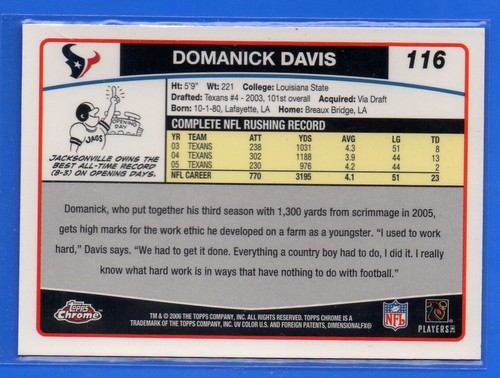 DOMANICK DAVIS
116
Ht: 5'9" Wt: 221 College: Louisiana State
Drafted: Texans #4 - 2003, 101st overall Acquired: Via Draft
Born: 10-1-80, Lafayette, LA Home: Breaux Bridge, LA
COMPLETE NFL RUSHING RECORD
YR TEAM ATT YDS AVG LG TD
03 TEXANS 238 1031 4.3 51 8
04 TEXANS 302 1188 3.9 44 13
05 TEXANS 230 976 4.2 44 2
NFL CAREER 770 3195 4.1 51 23
OPENING
DAY
JAGS
JACKSONVILLE OWNS THE
BEST ALL-TIME RECORD
(8-3) ON OPENING DAYS.
Domanick, who put together his third season with 1,300 yards from scrimmage in 2005,
gets high marks for the work ethic he developed on a farm as a youngster. "I used to work
hard," Davis says. "We had to get it done. Everything a country boy had to do, I did it. I really
know what hard work is in ways that have nothing to do with football."
Topps
Chrome
TM & © 2006 THE TOPPS COMPANY, INC. ALL RIGHTS RESERVED. TOPPS CHROME IS A
TRADEMARK OF THE TOPPS COMPANY, INC. UV COLOR U.S. AND FOREIGN PATENTS, DIMENSIONALFX®
NFL
PLAYERS INC